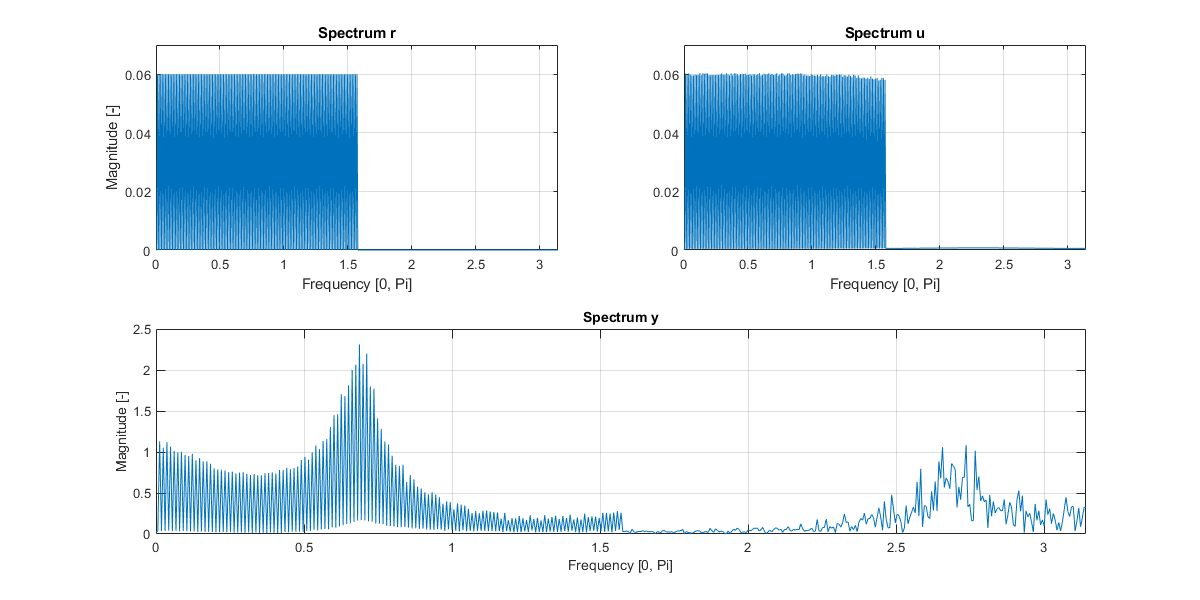 Spectrum r
Magnitude [-]
0.06
0.04
0.02
0
0 0.5 1 1.5 2 2.5 3
Frequency [0, Pi]
Spectrum u
0.06
0.04
0.02
0
0 0.5 1 1.5 2 2.5 3
Frequency [0, Pi]
Spectrum y
Magnitude [-]
2.5
2
1.5
1
0.5
0
0 0.5 1 1.5 2 2.5 3
Frequency [0, Pi]